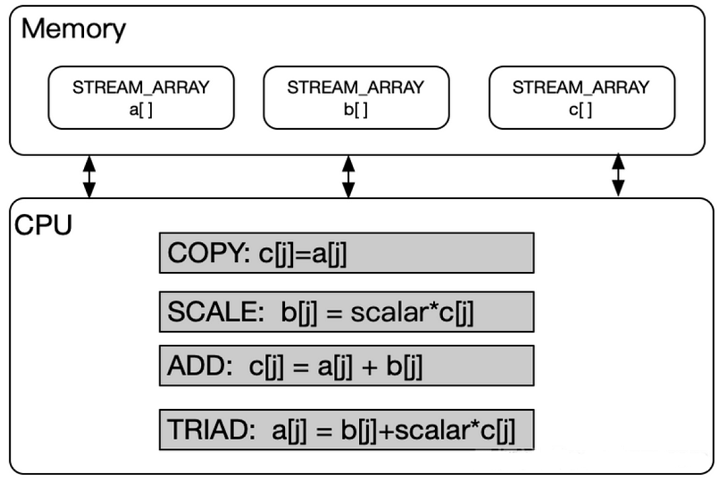 Memory
STREAM_ARRAY
a[ ]
STREAM_ARRAY
b[ ]
STREAM_ARRAY
c[ ]
CPU
COPY: c[j]=a[j]
SCALE: b[j] = scalar*c[j]
ADD: c[j] = a[j] + b[j]
TRIAD: a[j] = b[j]+scalar*c[j]